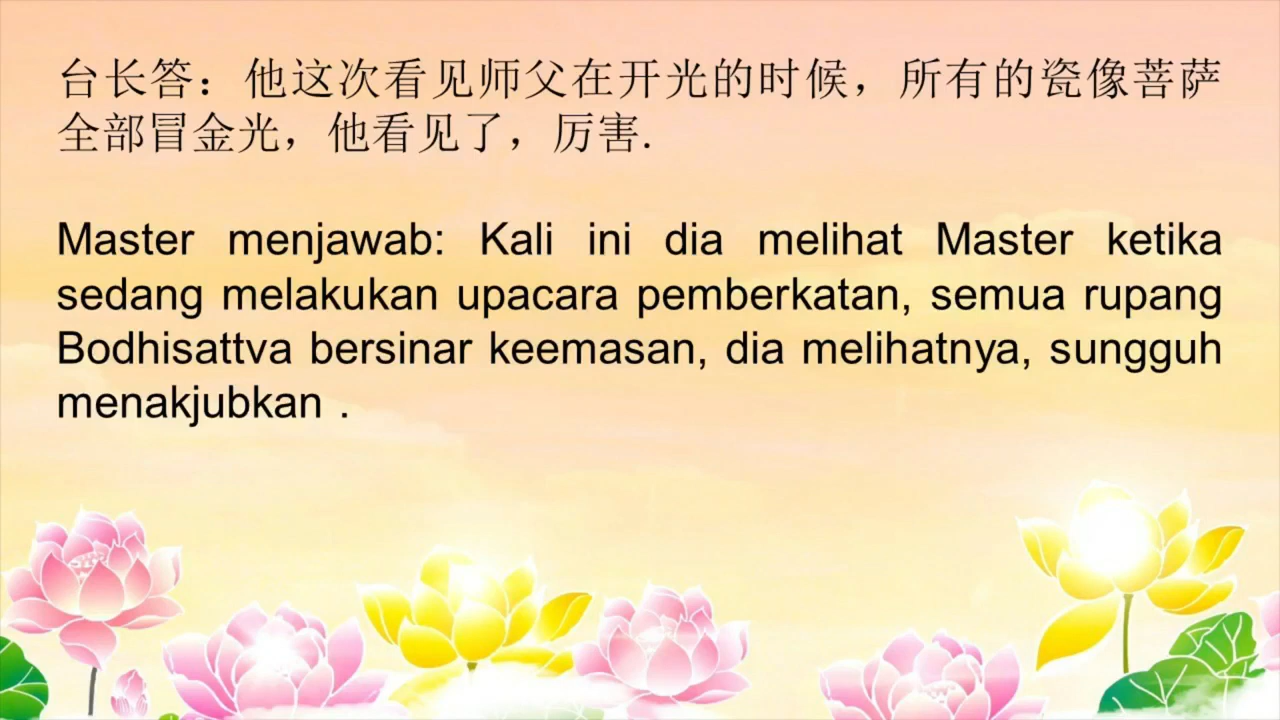 台长答：他这次看见师父在开光的时候，所有的瓷像菩萨
全部冒金光，他看见了，厉害.
Master menjawab: Kali ini dia melihat Master ketika
sedang melakukan upacara pemberkatan, semua rupang
Bodhisattva bersinar keemasan, dia melihatnya, sungguh
menakjubkan .